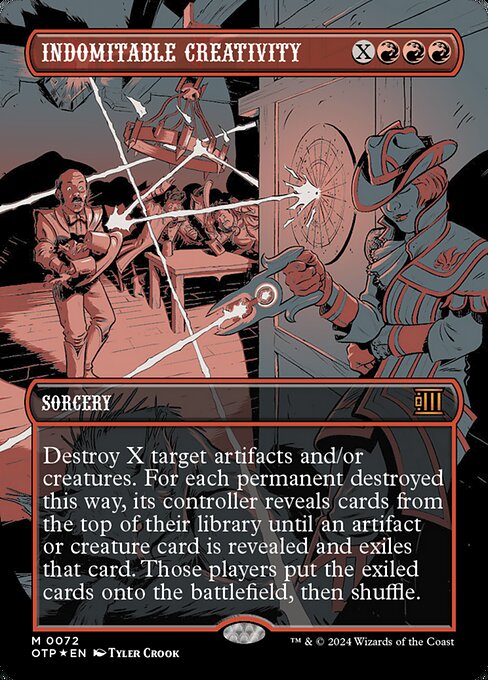 INDOMITABLE CREATIVITY X
SORCERY
Destroy X target artifacts and/or
creatures. For each permanent destroyed
this way, its controller reveals cards from
the top of their library until an artifact
or creature card is revealed and exiles
that card. Those players put the exiled
cards onto the battlefield, then shuffle.
M 0072
OTP★EN TYLER CROOK
™ & © 2024 Wizards of the Coast